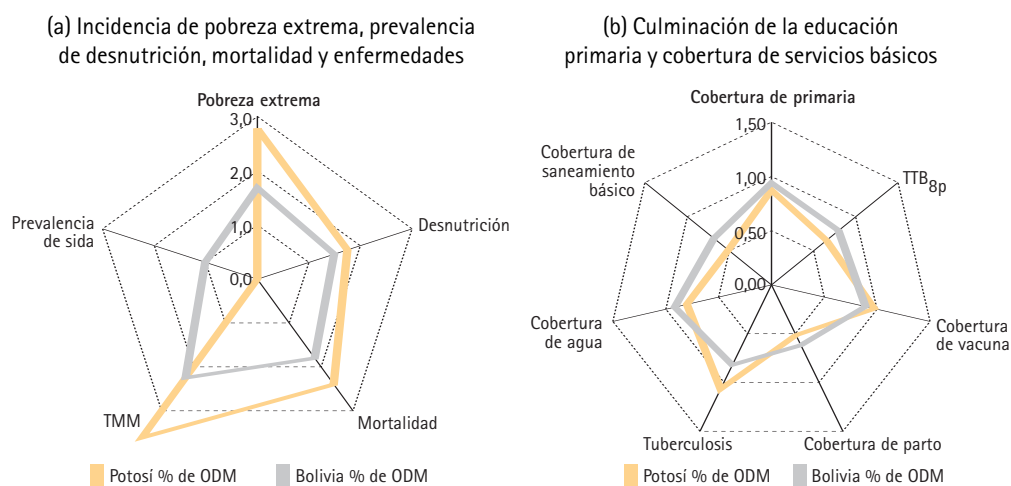 (a) Incidencia de pobreza extrema, prevalencia
de desnutrición, mortalidad y enfermedades
Pobreza extrema
3,0
2,0
1,0
0,0
Prevalencia
de sida
Desnutrición
TMM
Mortalidad
Potosí % de ODM
Bolivia % de ODM
(b) Culminación de la educación
primaria y cobertura de servicios básicos
Cobertura de primaria
1,50
1,00
0,50
0,00
Cobertura de
saneamiento
básico
TTB8p
Cobertura
de agua
Cobertura
de vacuna
Tuberculosis
Cobertura de parto
Potosí % de ODM
Bolivia % de ODM